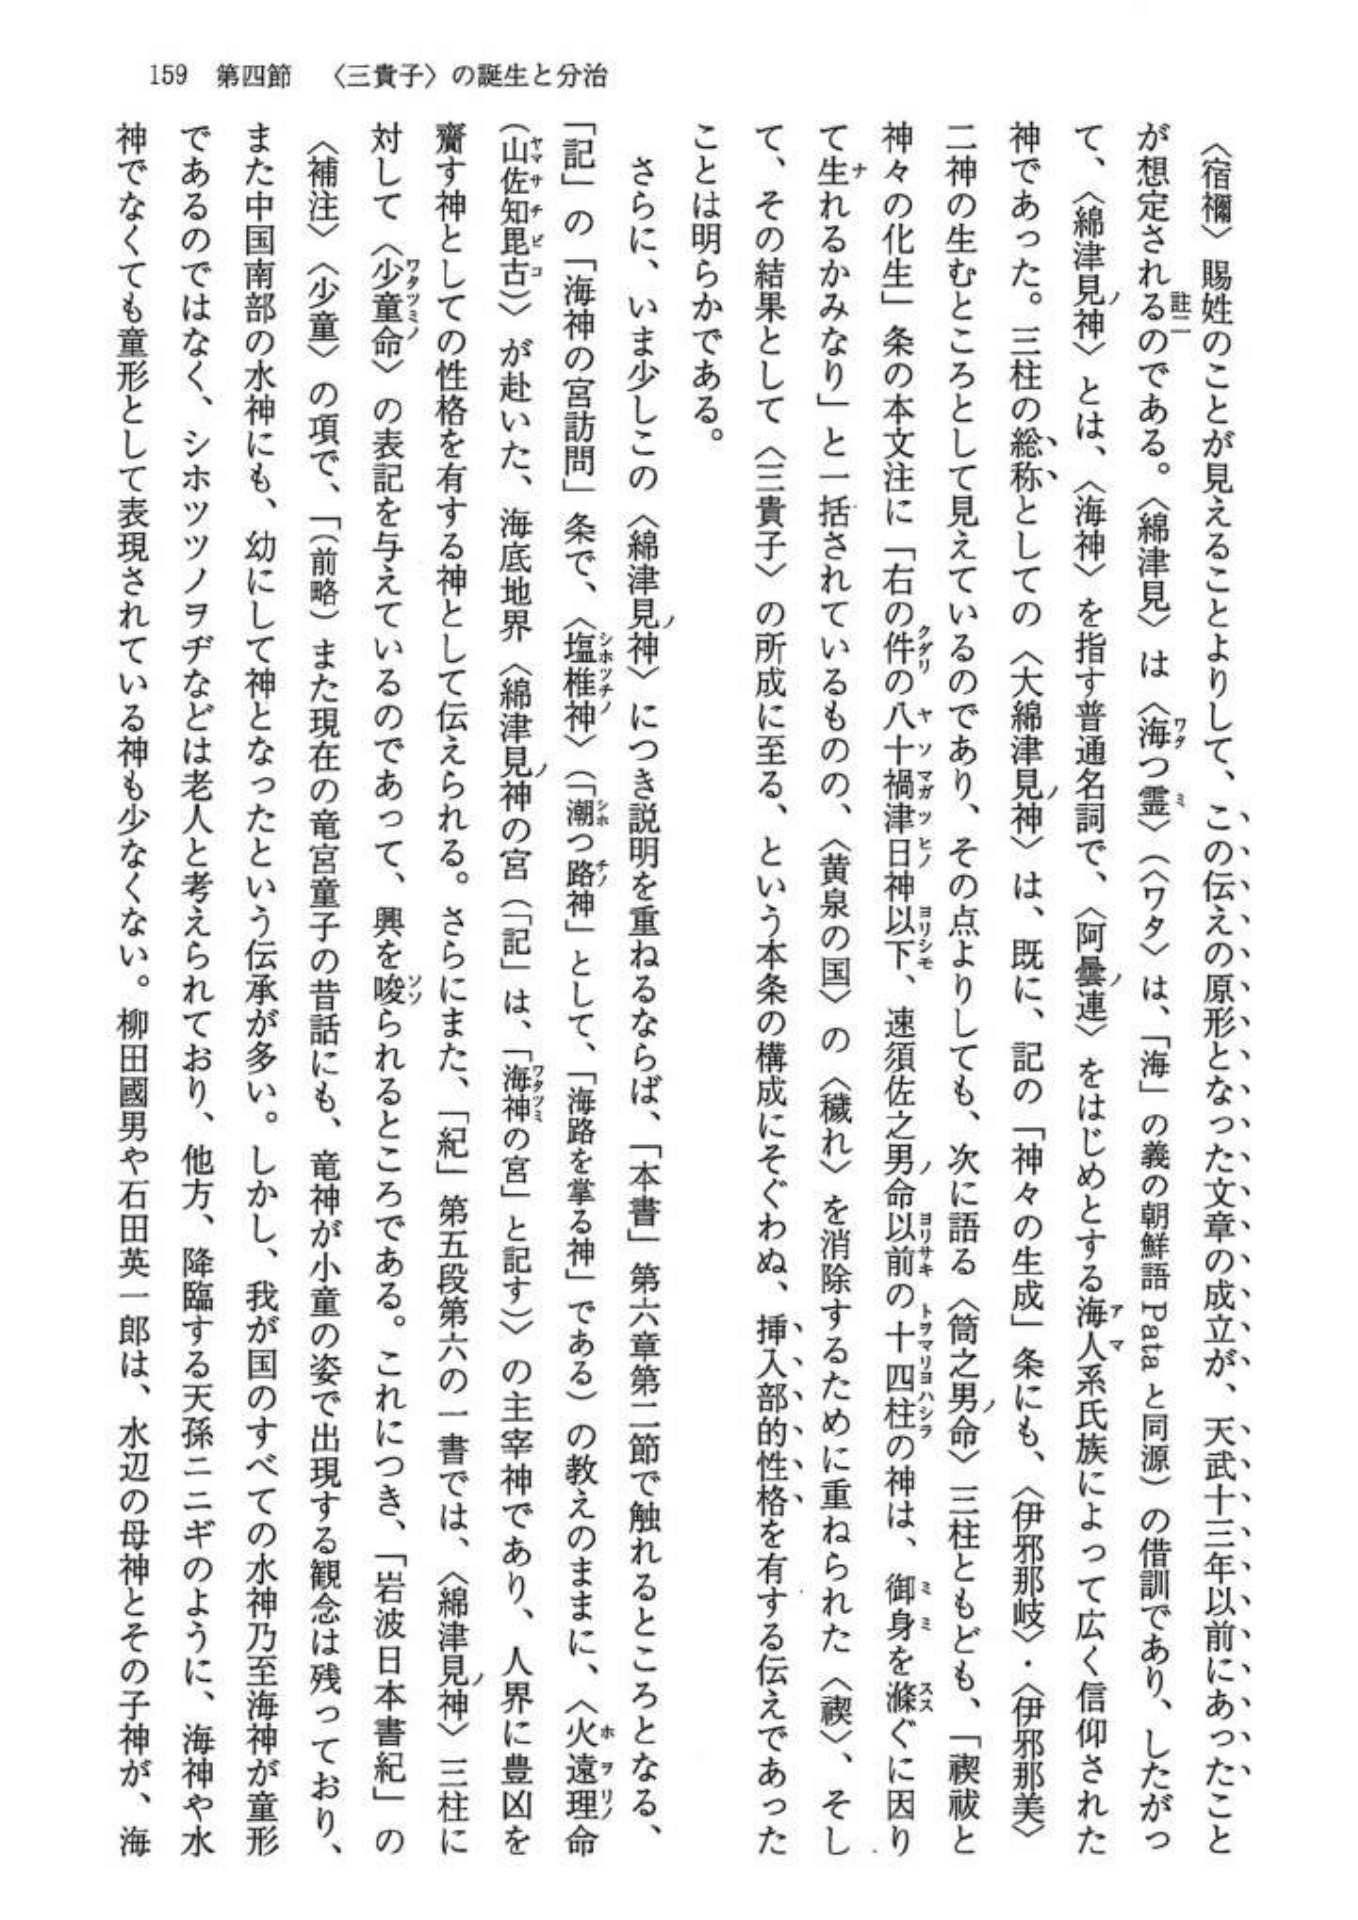 159　第四節　〈三貴子〉の誕生と分治
〈宿禰〉賜姓のことが見えることよりして、この伝えの原形となった文章の成立が、天武十三年以前にあったこと
が想定されるのである。〈綿津見〉は〈海つ霊〉（〈ワタ〉は、「海」の義の朝鮮語 Pata と同源）の借訓であり、したがっ
て、〈綿津見ノ神〉とは、〈海神〉を指す普通名詞で、〈阿曇ノ連〉をはじめとする海人系氏族によって広く信仰された
神であった。三柱の総称としての〈大綿津見ノ神〉は、既に、記の「神々の生成」条にも、〈伊邪那岐〉・〈伊邪那美〉
二神の生むところとして見えているのであり、その点よりしても、次に語る〈筒之男ノ命〉三柱ともども、「禊祓と
神々の化生」条の本文注に「右の件の八十禍津日神以下、速須佐之男ノ命以前の十四柱の神は、御身を滌ぐに因り
て生れるかみなり」と一括されているものの、〈黄泉の国〉の〈穢れ〉を消除するために重ねられた〈禊〉、そし
て、その結果として〈三貴子〉の所成に至る、という本条の構成にそぐわぬ、挿入部的性格を有する伝えであった
ことは明らかである。
さらに、いま少しこの〈綿津見ノ神〉につき説明を重ねるならば、「本書」第六章第二節で触れるところとなる、
「記」の「海神の宮訪問」条で、〈塩椎神〉（「潮つ路神」として、「海路を掌る神」である）の教えのままに、〈火遠理命
（山佐知毘古）〉が赴いた、海底地界〈綿津見ノ神の宮（「記」は、「海神の宮」と記す）〉の主宰神であり、人界に豊凶を
齎す神としての性格を有する神として伝えられる。さらにまた、「紀」第五段第六の一書では、〈綿津見ノ神〉三柱に
対して〈少童命〉の表記を与えているのであって、興を唆られるところである。これにつき、「岩波日本書紀」の
〈補注〉〈少童〉の項で、「（前略）また現在の竜宮童子の昔話にも、竜神が小童の姿で出現する観念は残っており、
また中国南部の水神にも、幼にして神となったという伝承が多い。しかし、我が国のすべての水神乃至海神が童形
であるのではなく、シホツツノヲヂなどは老人と考えられており、他方、降臨する天孫ニニギのように、海神や水
神でなくても童形として表現されている神も少なくない。柳田國男や石田英一郎は、水辺の母神とその子神が、海